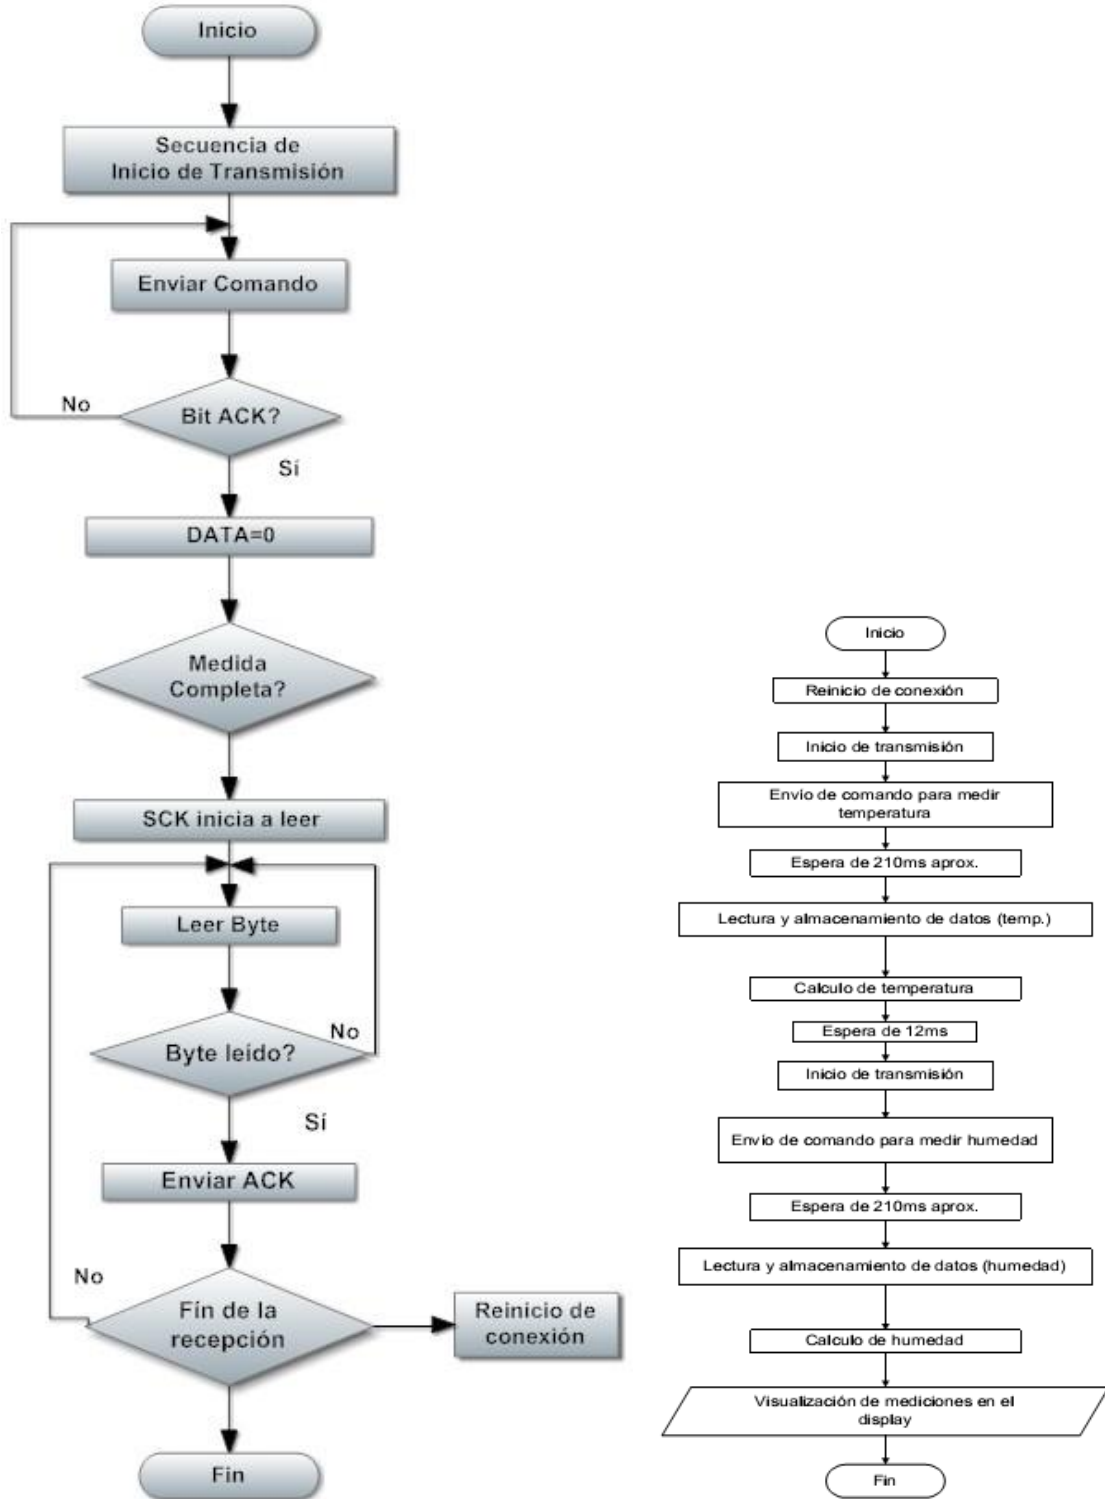 Inicio
Secuencia de
Inicio de Transmisión
Enviar Comando
No
Bit ACK?
Sí
DATA=0
Medida
Completa?
SCK inicia a leer
Leer Byte
No
Byte leído?
Sí
Enviar ACK
No
Fín de la
recepción
Reinicio de
conexión
Fin
Inicio
Reinicio de conexión
Inicio de transmisión
Envío de comando para medir
temperatura
Espera de 210ms aprox.
Lectura y almacenamiento de datos (temp.)
Calculo de temperatura
Espera de 12ms
Inicio de transmisión
Envío de comando para medir humedad
Espera de 210ms aprox.
Lectura y almacenamiento de datos (humedad)
Calculo de humedad
Visualización de mediciones en el
display
Fin